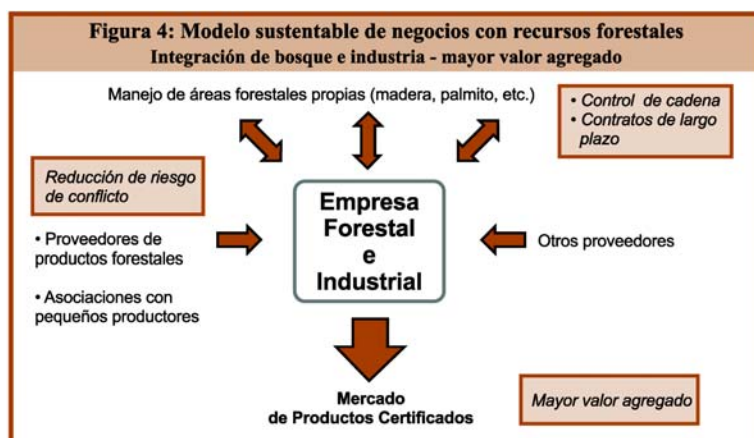 Figura 4: Modelo sustentable de negocios con recursos forestales
Integración de bosque e industria - mayor valor agregado
Manejo de áreas forestales propias (madera, palmito, etc.)
• Control de cadena
• Contratos de largo
plazo
Reducción de riesgo
de conflicto
• Proveedores de
productos forestales
• Asociaciones con
pequeños productores
Empresa
Forestal
e
Industrial
Otros proveedores
Mercado
de Productos Certificados
Mayor valor agregado